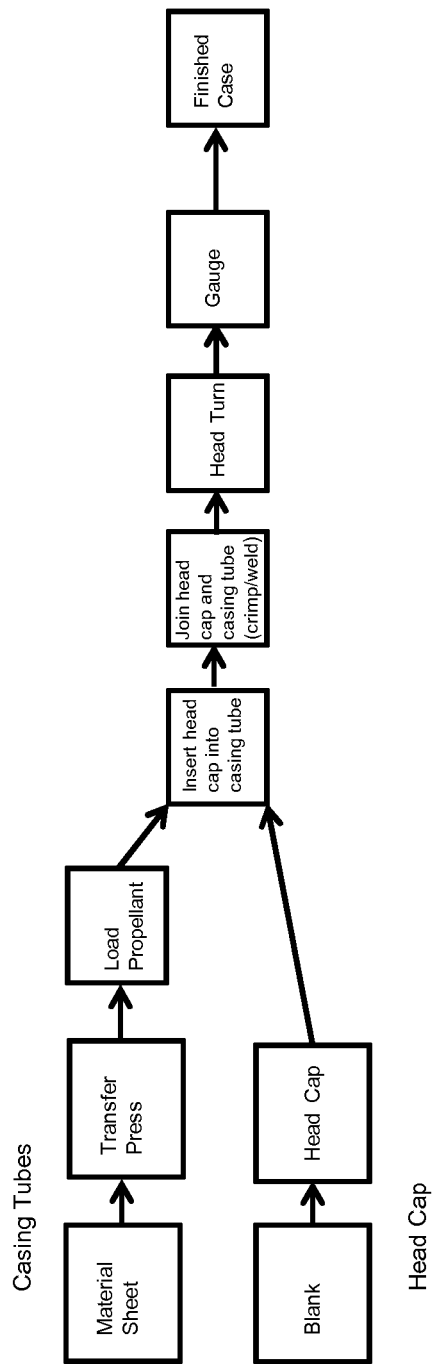 Casing Tubes
Material
Sheet
Transfer
Press
Load
Propellant
Head Cap
Blank
Head Cap
Insert head
cap into
casing tube
Join head
cap and
casing tube
(crimp/weld)
Head Turn
Gauge
Finished
Case